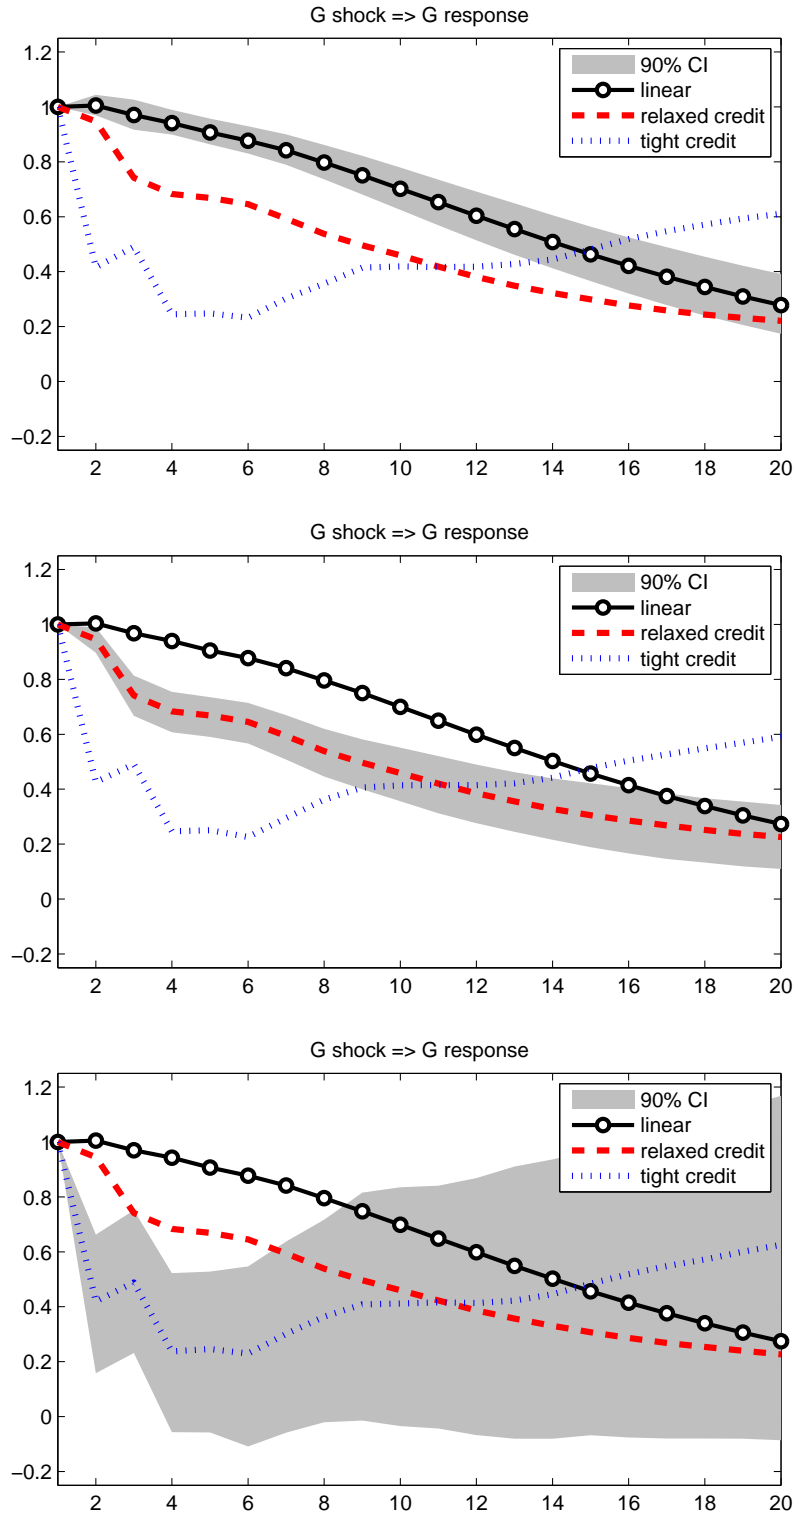 G shock => G response
1.2
1
0.8
0.6
0.4
0.2
0
−0.2
2 4 6 8 10 12 14 16 18 20
90% CI
linear
relaxed credit
tight credit
G shock => G response
1.2
1
0.8
0.6
0.4
0.2
0
−0.2
2 4 6 8 10 12 14 16 18 20
90% CI
linear
relaxed credit
tight credit
G shock => G response
1.2
1
0.8
0.6
0.4
0.2
0
−0.2
2 4 6 8 10 12 14 16 18 20
90% CI
linear
relaxed credit
tight credit